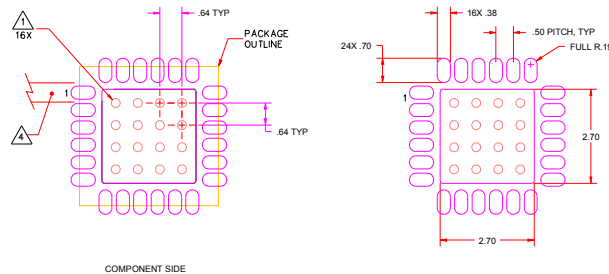 .64 TYP
16X .38
.50 PITCH, TYP
1
16X
PACKAGE
OUTLINE
24X .70
FULL R.19
4
1
1
.64 TYP
2.70
2.70
COMPONENT SIDE